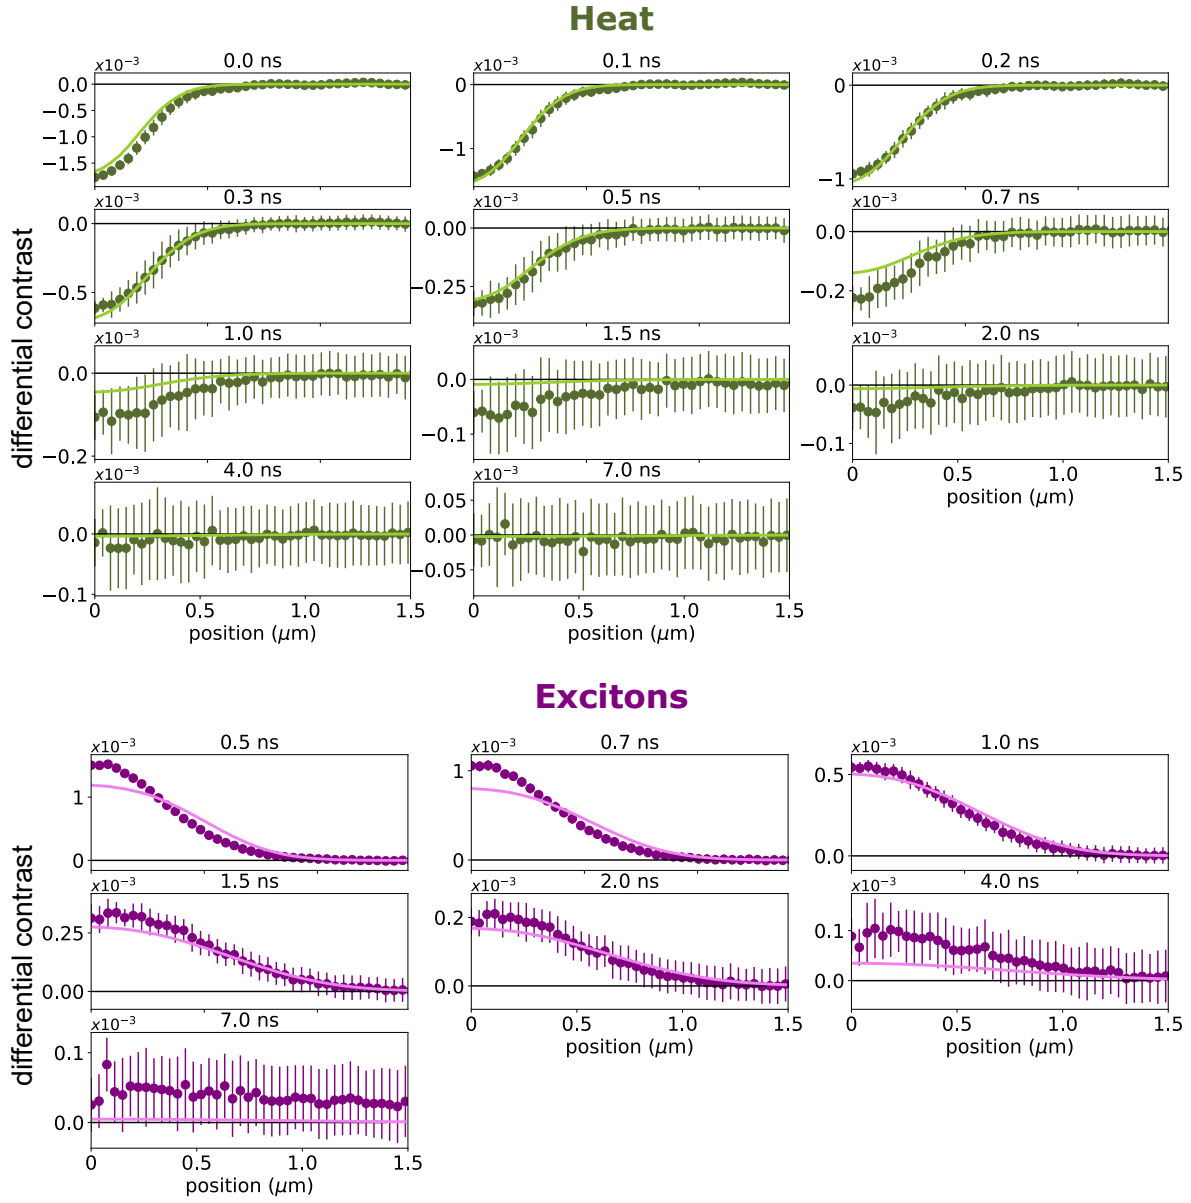 Heat
0.0 ns
0.1 ns
0.2 ns
x10⁻³
x10⁻³
x10⁻³
0.0
−0.5
−1.0
−1.5
0
−1
0
−1
0.3 ns
0.5 ns
0.7 ns
x10⁻³
x10⁻³
x10⁻³
0.0
−0.5
0.00
−0.25
0.0
−0.2
1.0 ns
1.5 ns
2.0 ns
x10⁻³
x10⁻³
x10⁻³
0.0
−0.2
0.0
−0.1
0.0
−0.1
0 0.5 1.0 1.5
position (μm)
4.0 ns
7.0 ns
x10⁻³
x10⁻³
0.0
−0.1
0.05
0.00
−0.05
0 0.5 1.0 1.5
0 0.5 1.0 1.5
position (μm)
position (μm)
differential contrast
Excitons
0.5 ns
0.7 ns
1.0 ns
x10⁻³
x10⁻³
x10⁻³
1
0
1
0
0.5
0.0
1.5 ns
2.0 ns
4.0 ns
x10⁻³
x10⁻³
x10⁻³
0.25
0.00
0.2
0.0
0.1
0.0
0 0.5 1.0 1.5
0 0.5 1.0 1.5
position (μm)
position (μm)
7.0 ns
x10⁻³
0.1
0.0
0 0.5 1.0 1.5
position (μm)
differential contrast